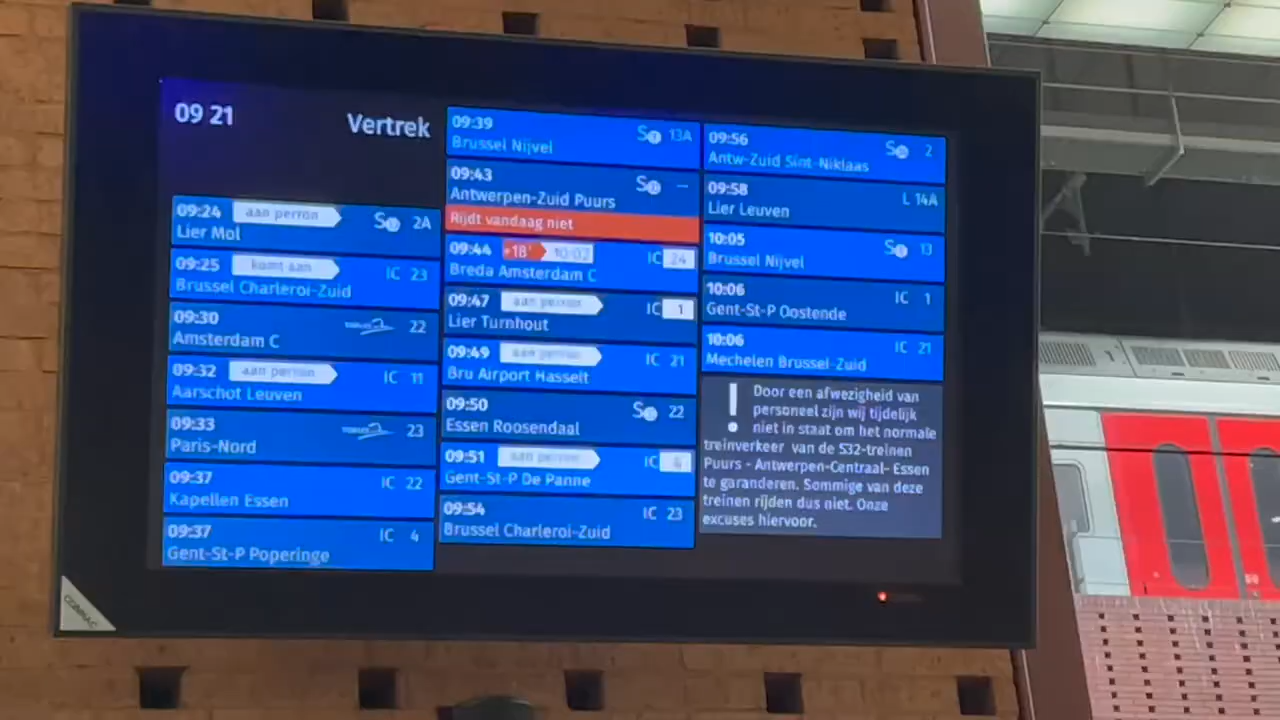 09 21 Vertrek
09:24 aan perron S 2A
Lier Mol
09:25 komt aan IC 23
Brussel Charleroi-Zuid
09:30 22
Amsterdam C
09:32 aan perron IC 11
Aarschot Leuven
09:33 23
Paris-Nord
09:37 IC 22
Kapellen Essen
09:37 IC 4
Gent-St-P Poperinge
09:39 S 13A
Brussel Nijvel
09:43 S –
Antwerpen-Zuid Puurs
Rijdt vandaag niet
09:44 +18' 10:02 IC 24
Breda Amsterdam C
09:47 aan perron IC 1
Lier Turnhout
09:49 aan perron IC 21
Bru Airport Hasselt
09:50 S 22
Essen Roosendaal
09:51 aan perron IC
Gent-St-P De Panne
09:54 IC 23
Brussel Charleroi-Zuid
09:56 S 2
Antw-Zuid Sint-Niklaas
09:58 L 14A
Lier Leuven
10:05 S 13
Brussel Nijvel
10:06 IC 1
Gent-St-P Oostende
10:06 IC 21
Mechelen Brussel-Zuid
! Door een afwezigheid van
personeel zijn wij tijdelijk
niet in staat om het normale
treinverkeer van de S32-treinen
Puurs - Antwerpen-Centraal- Essen
te garanderen. Sommige van deze
treinen rijden dus niet. Onze
excuses hiervoor.